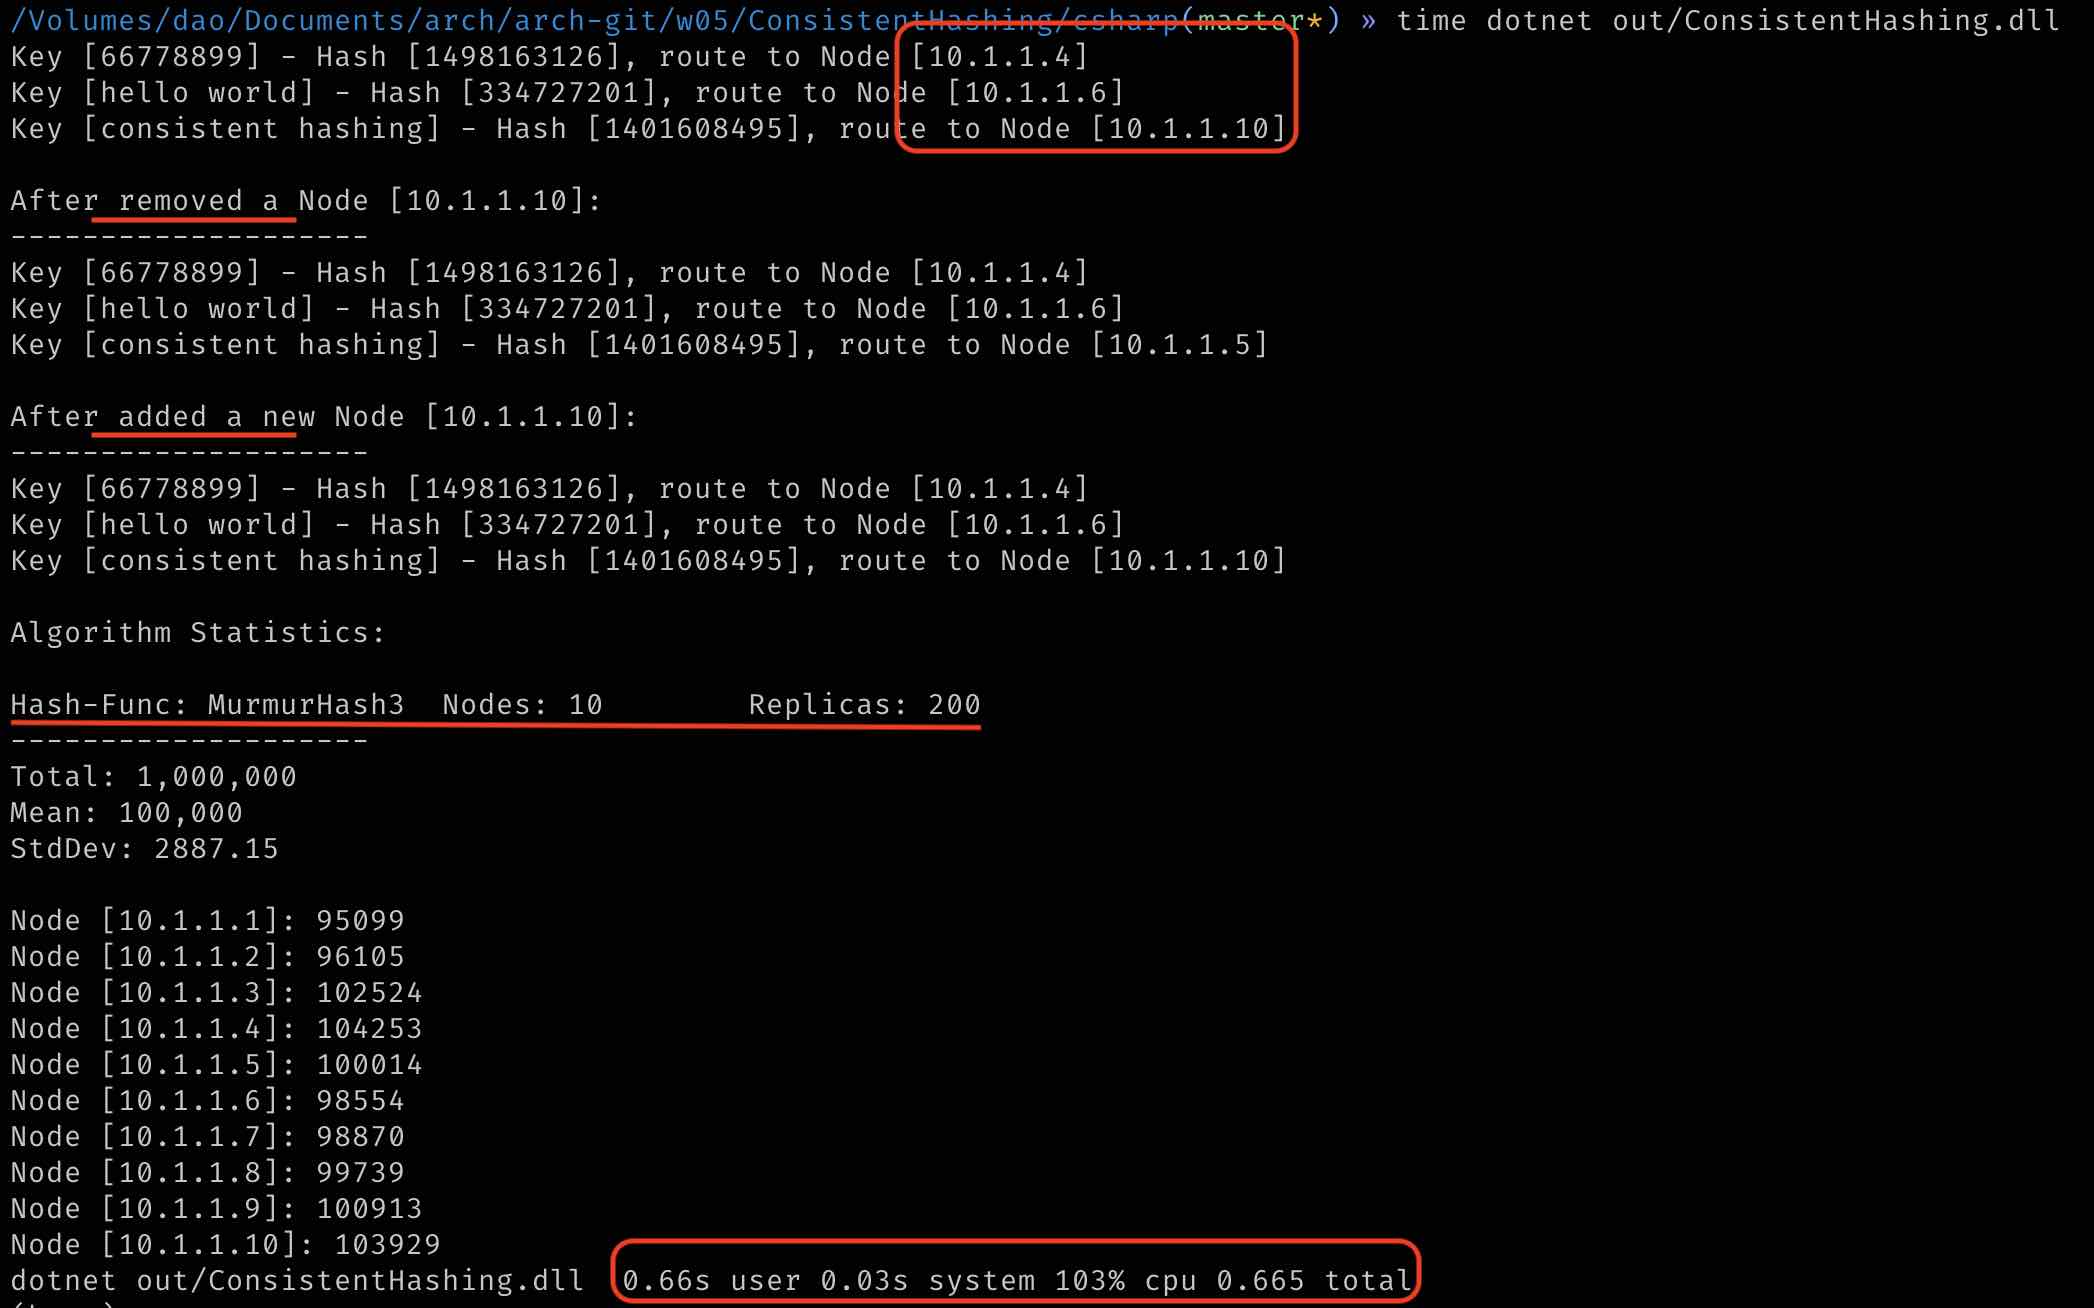 /Volumes/dao/Documents/arch/arch-git/w05/ConsistentHashing/csharp(master*) » time dotnet out/ConsistentHashing.dll
Key [66778899] - Hash [1498163126], route to Node [10.1.1.4]
Key [hello world] - Hash [334727201], route to Node [10.1.1.6]
Key [consistent hashing] - Hash [1401608495], route to Node [10.1.1.10]
After removed a Node [10.1.1.10]:
--------------------
Key [66778899] - Hash [1498163126], route to Node [10.1.1.4]
Key [hello world] - Hash [334727201], route to Node [10.1.1.6]
Key [consistent hashing] - Hash [1401608495], route to Node [10.1.1.5]
After added a new Node [10.1.1.10]:
--------------------
Key [66778899] - Hash [1498163126], route to Node [10.1.1.4]
Key [hello world] - Hash [334727201], route to Node [10.1.1.6]
Key [consistent hashing] - Hash [1401608495], route to Node [10.1.1.10]
Algorithm Statistics:
Hash-Func: MurmurHash3  Nodes: 10        Replicas: 200
--------------------
Total: 1,000,000
Mean: 100,000
StdDev: 2887.15
Node [10.1.1.1]: 95099
Node [10.1.1.2]: 96105
Node [10.1.1.3]: 102524
Node [10.1.1.4]: 104253
Node [10.1.1.5]: 100014
Node [10.1.1.6]: 98554
Node [10.1.1.7]: 98870
Node [10.1.1.8]: 99739
Node [10.1.1.9]: 100913
Node [10.1.1.10]: 103929
dotnet out/ConsistentHashing.dll  0.66s user 0.03s system 103% cpu 0.665 total